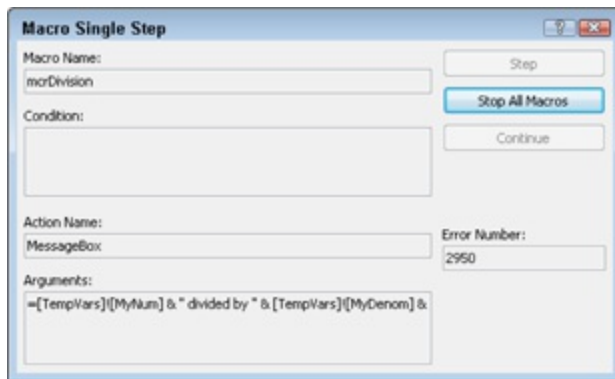 Macro Single Step
Macro Name:
mcrDivision
Condition:
Action Name:
MessageBox
Arguments:
=[TempVars]![MyNum] & " divided by " & [TempVars]![MyDenom] &
Step
Stop All Macros
Continue
Error Number:
2950